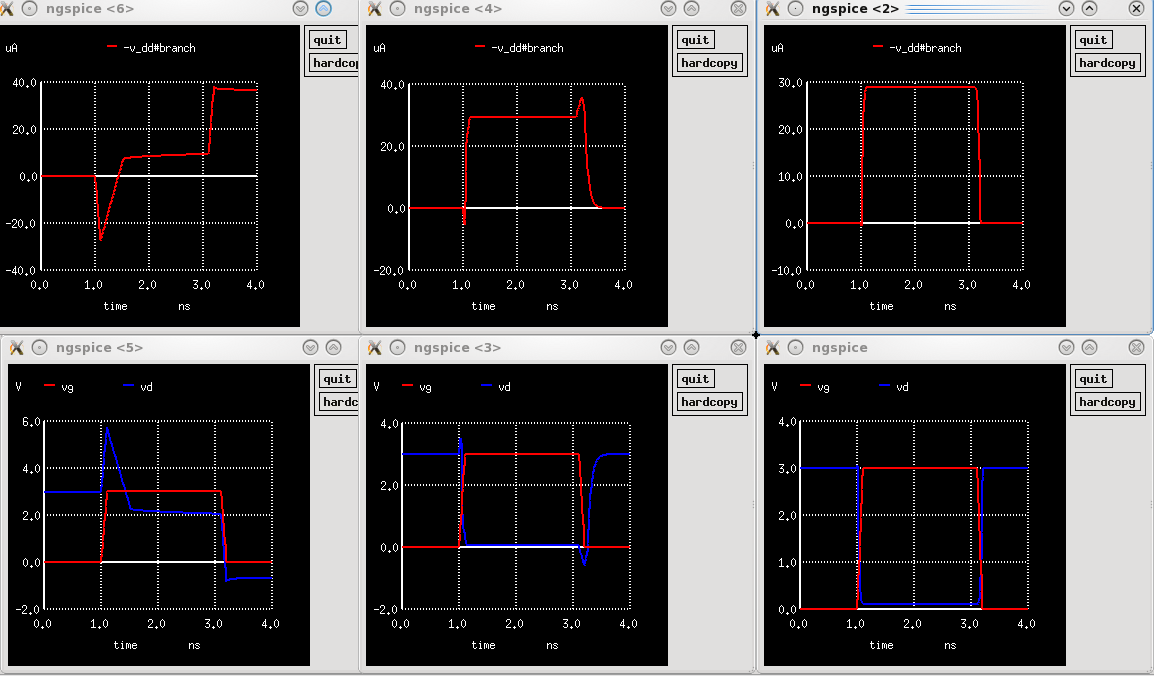 ngspice <6>
uA
-v_dd#branch
quit
hardcop
40.0
20.0
0.0
-20.0
-40.0
0.0 1.0 2.0 3.0 4.0
time ns
ngspice <4>
uA
-v_dd#branch
quit
hardcopy
40.0
20.0
0.0
-20.0
0.0 1.0 2.0 3.0 4.0
time ns
ngspice <2>
uA
-v_dd#branch
quit
hardcopy
30.0
20.0
10.0
0.0
-10.0
0.0 1.0 2.0 3.0 4.0
time ns
ngspice <5>
V vg vd
quit
hardc
6.0
4.0
2.0
0.0
-2.0
0.0 1.0 2.0 3.0 4.0
time ns
ngspice <3>
V vg vd
quit
hardcopy
4.0
2.0
0.0
-2.0
0.0 1.0 2.0 3.0 4.0
time ns
ngspice
V vg vd
quit
hardcopy
4.0
3.0
2.0
1.0
0.0
0.0 1.0 2.0 3.0 4.0
time ns